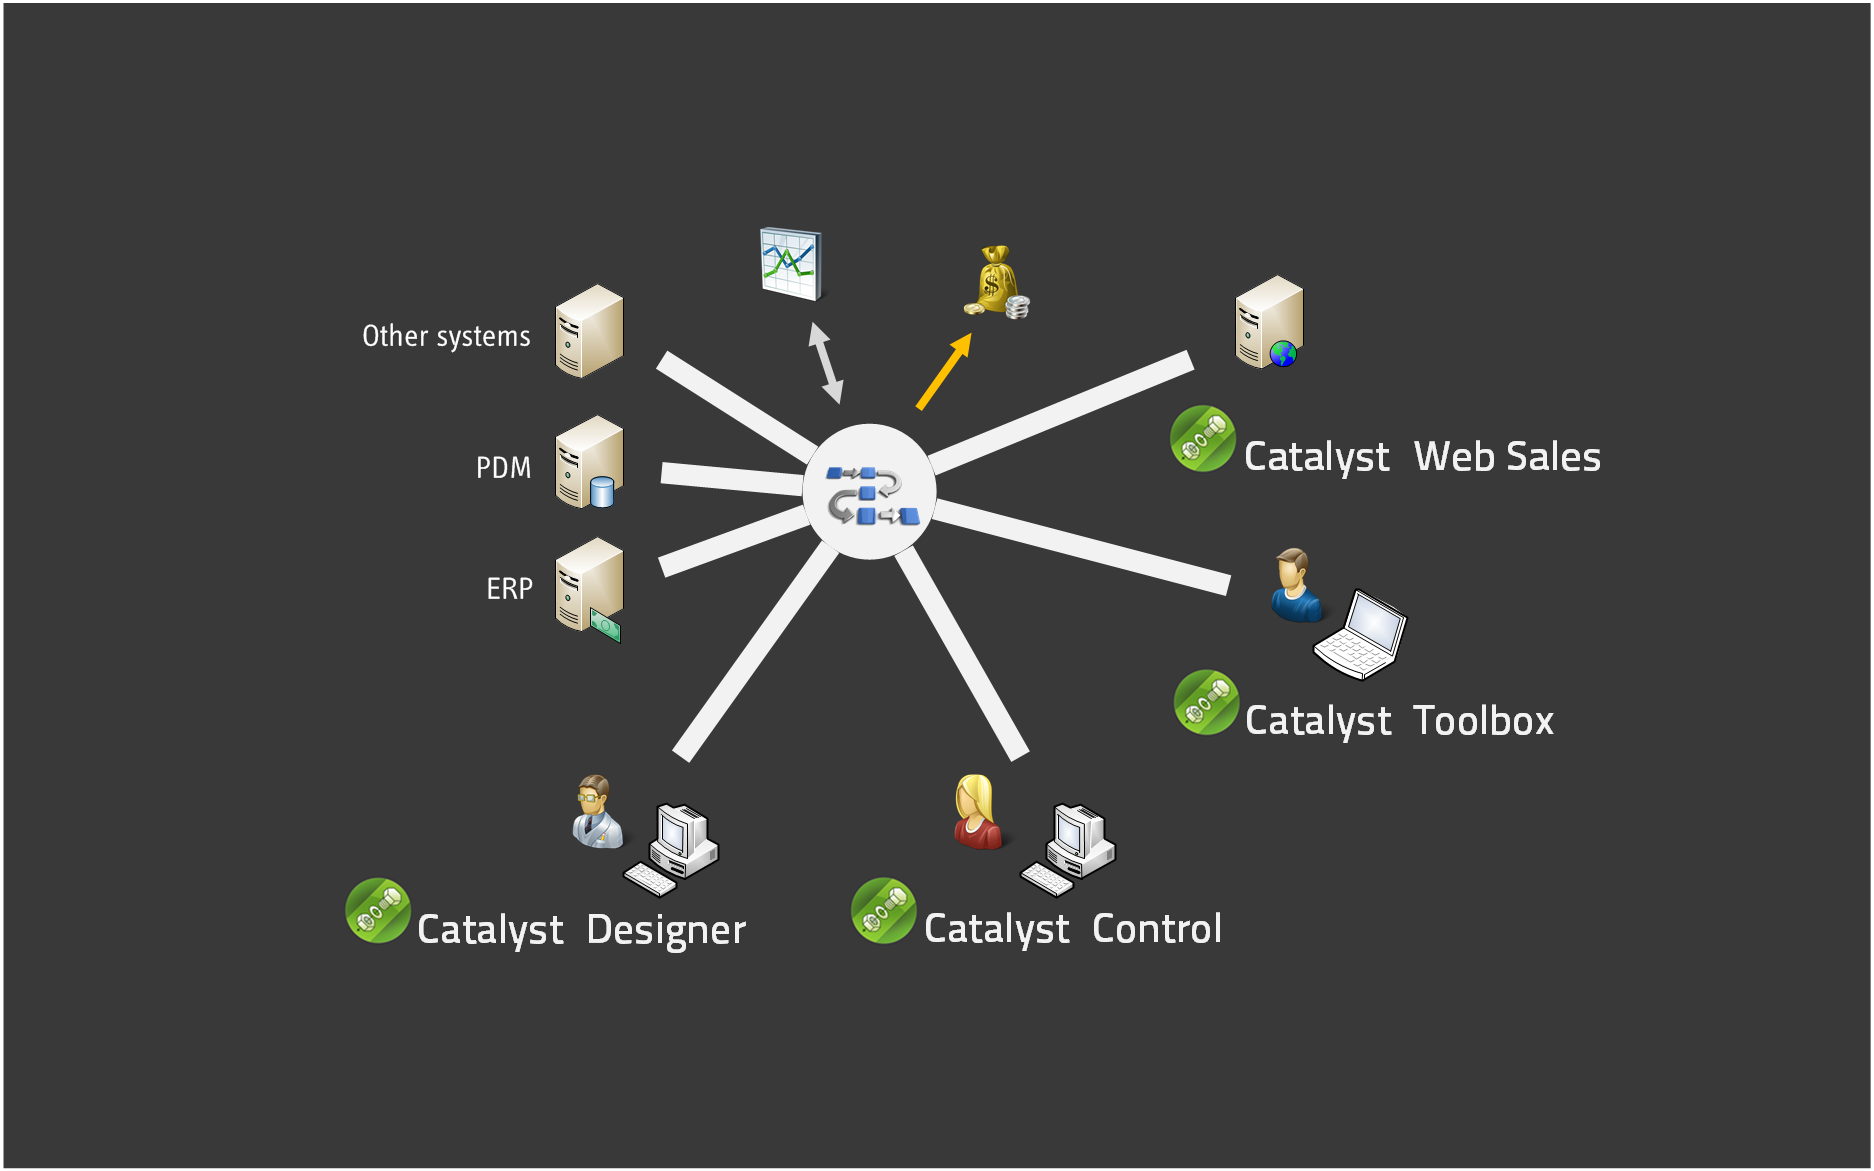 Other systems
PDM
ERP
Catalyst Web Sales
Catalyst Toolbox
Catalyst Designer
Catalyst Control
$